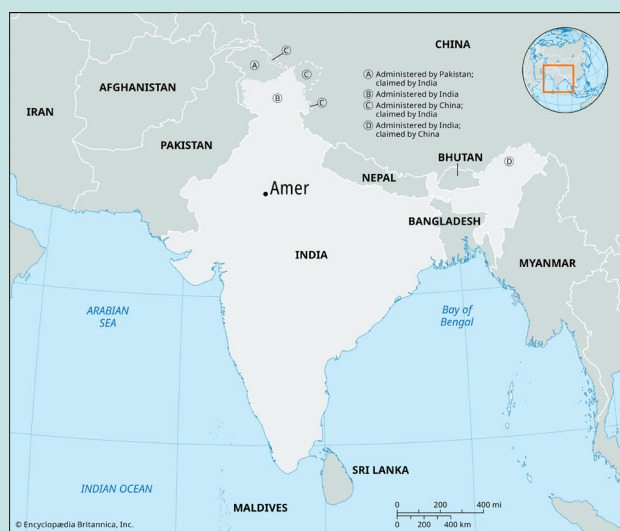 CHINA
Ⓒ
Ⓐ
Ⓒ
Ⓐ Administered by Pakistan;
claimed by India
AFGHANISTAN
Ⓑ
Ⓑ Administered by India
Ⓒ
Ⓒ Administered by China;
claimed by India
IRAN
Ⓓ Administered by India;
claimed by China
PAKISTAN
BHUTAN
Ⓓ
NEPAL
Amer
BANGLADESH
INDIA
MYANMAR
ARABIAN
SEA
Bay of
Bengal
SRI LANKA
INDIAN OCEAN
MALDIVES
0 200 400 mi
0 200 400 km
© Encyclopædia Britannica, Inc.